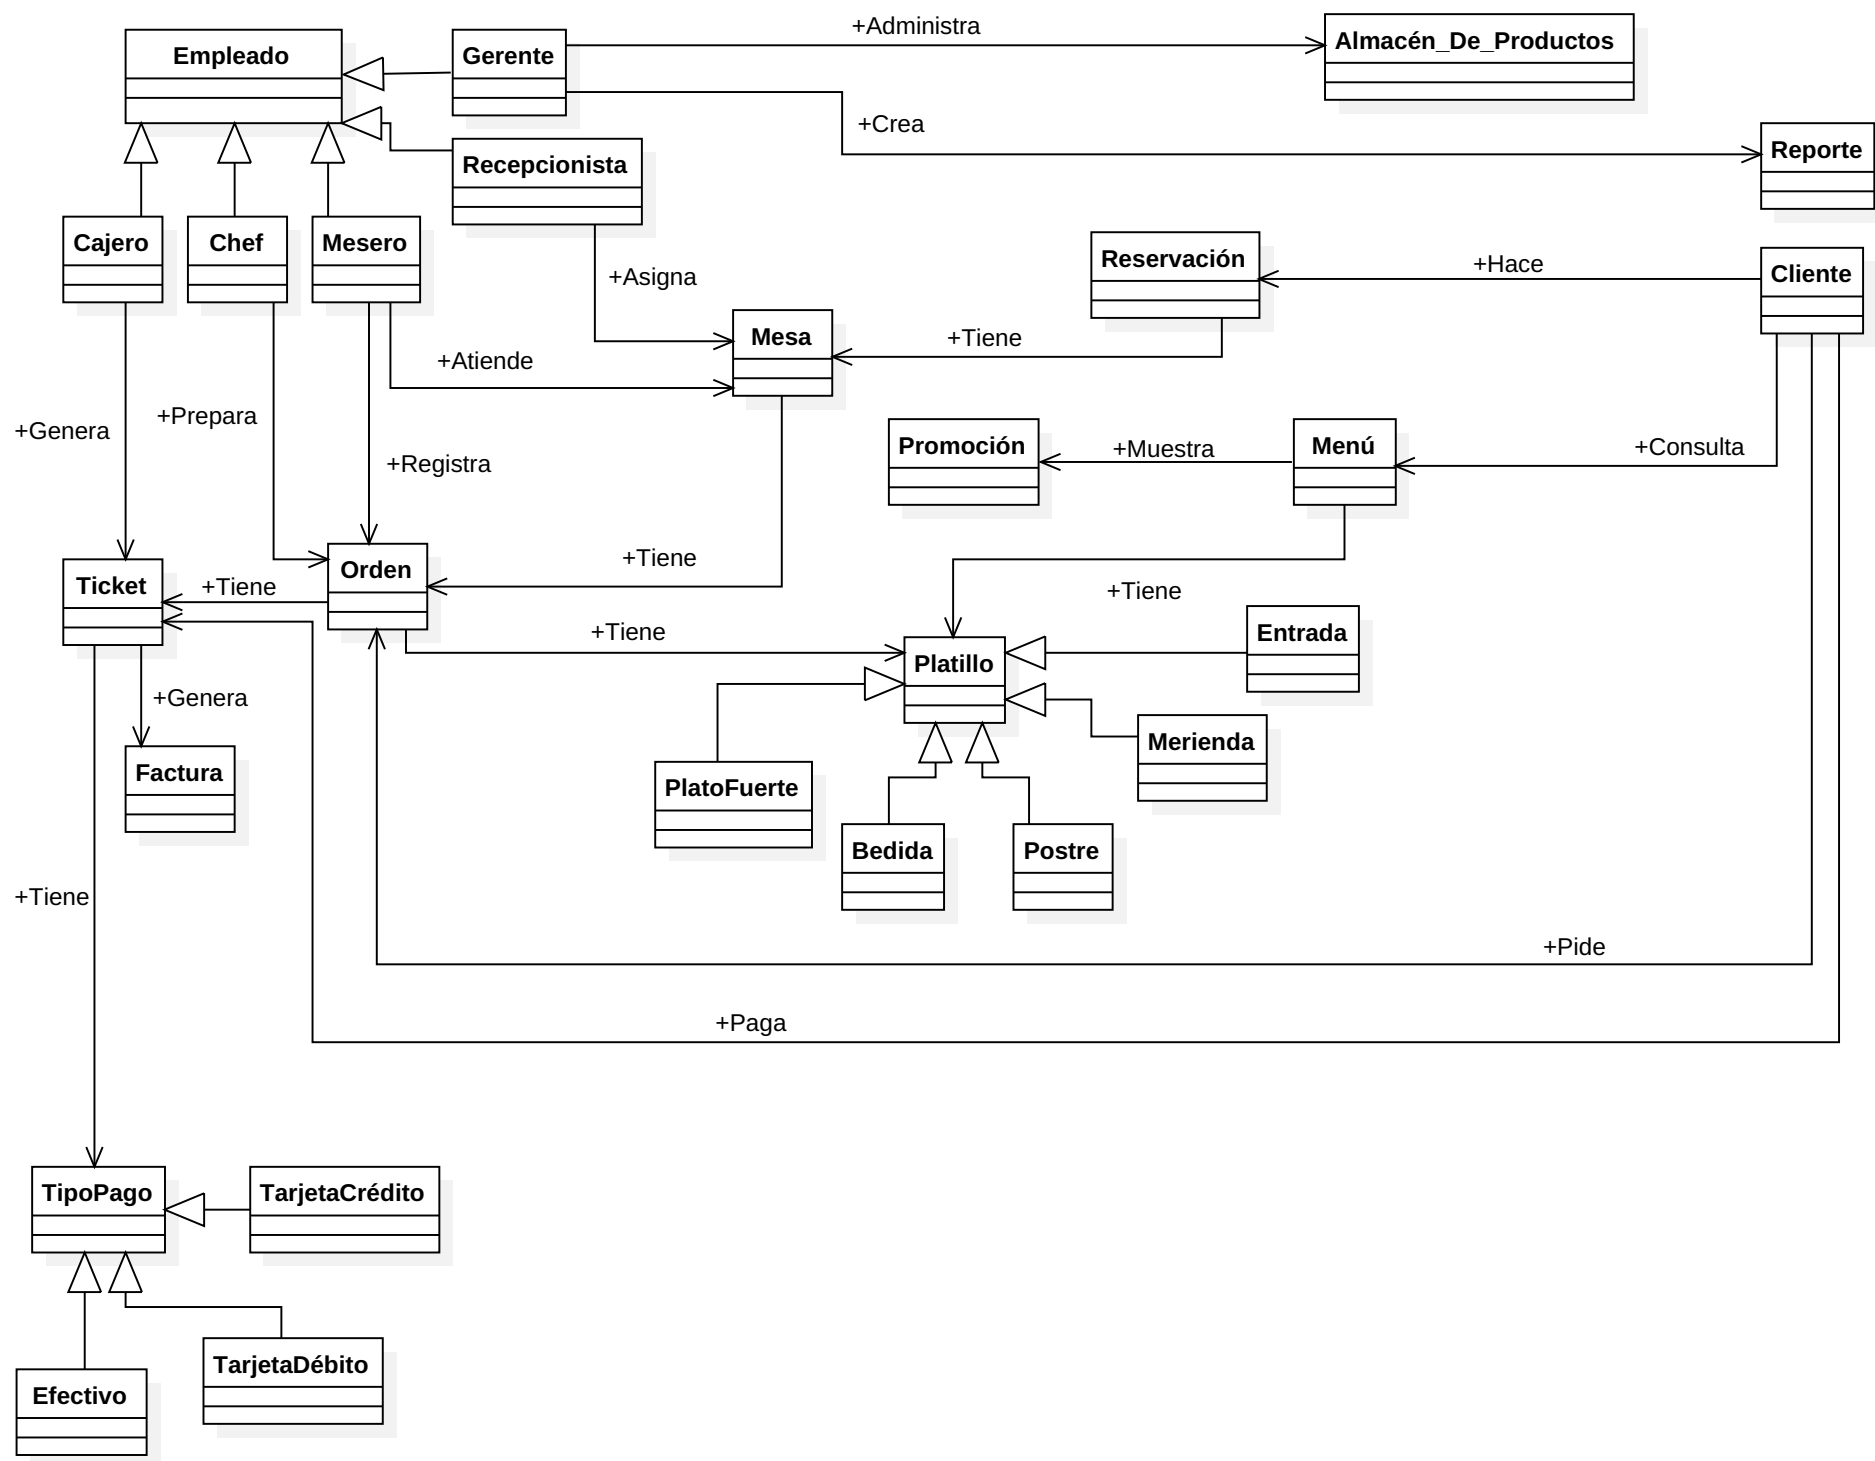 +Administra
Almacén_De_Productos
Empleado
Gerente
+Crea
Reporte
Recepcionista
Cajero
Chef
Mesero
+Asigna
Reservación
+Hace
Cliente
Mesa
+Tiene
+Atiende
+Genera
+Prepara
+Registra
Promoción
+Muestra
Menú
+Consulta
Ticket
+Tiene
Orden
+Tiene
+Tiene
+Tiene
Platillo
Entrada
+Genera
Factura
PlatoFuerte
Merienda
Bedida
Postre
+Tiene
+Pide
+Paga
TipoPago
TarjetaCrédito
TarjetaDébito
Efectivo